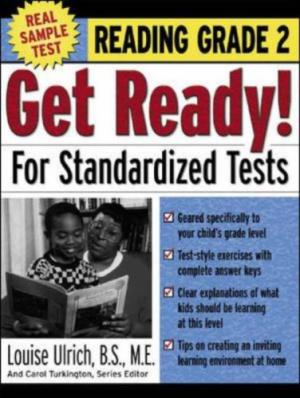 REAL
SAMPLE
TEST
READING GRADE 2
Get Ready!
For Standardized Tests
Geared specifically to
your child's grade level
Test-style exercises with
complete answer keys
Clear explanations of what
kids should be learning
at this level
Tips on creating an inviting
learning environment at home
Louise Ulrich, B.S., M.E.
And Carol Turkington, Series Editor